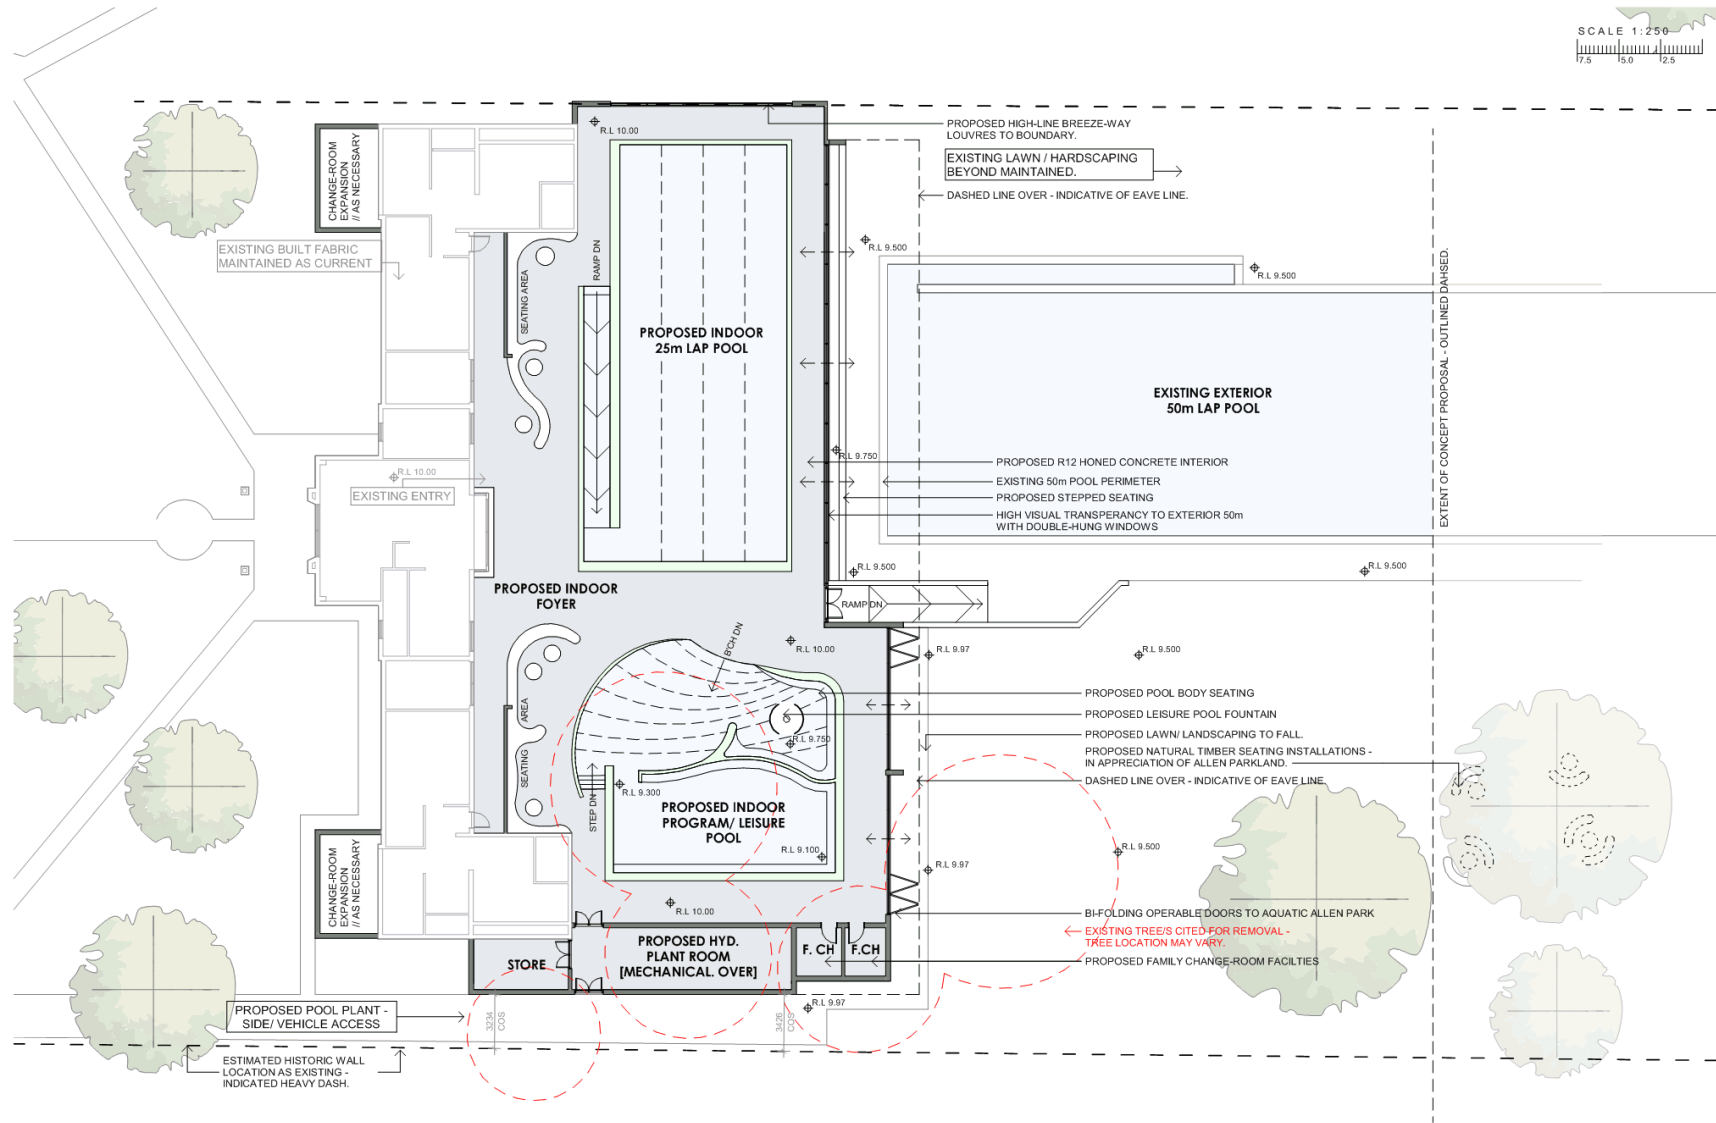 SCALE 1:250
7.5 5.0 2.5
PROPOSED HIGH-LINE BREEZE-WAY
LOUVRES TO BOUNDARY.
R.L 10.00
EXISTING LAWN / HARDSCAPING
BEYOND MAINTAINED.
DASHED LINE OVER - INDICATIVE OF EAVE LINE.
CHANGE-ROOM
EXPANSION
// AS NECESSARY
EXISTING BUILT FABRIC
MAINTAINED AS CURRENT
RAMP DN
SEATING AREA
R.L 9.500
R.L 9.500
EXTENT OF CONCEPT PROPOSAL - OUTLINED DAHSED.
PROPOSED INDOOR
25m LAP POOL
EXISTING EXTERIOR
50m LAP POOL
R.L 10.00
EXISTING ENTRY
R.L 9.750
PROPOSED R12 HONED CONCRETE INTERIOR
EXISTING 50m POOL PERIMETER
PROPOSED STEPPED SEATING
HIGH VISUAL TRANSPERANCY TO EXTERIOR 50m
WITH DOUBLE-HUNG WINDOWS
R.L 9.500
R.L 9.500
PROPOSED INDOOR
FOYER
RAMP DN
B'CH DN
R.L 10.00
R.L 9.97
R.L 9.500
SEATING AREA
PROPOSED POOL BODY SEATING
PROPOSED LEISURE POOL FOUNTAIN
PROPOSED LAWN/ LANDSCAPING TO FALL.
PROPOSED NATURAL TIMBER SEATING INSTALLATIONS -
IN APPRECIATION OF ALLEN PARKLAND.
DASHED LINE OVER - INDICATIVE OF EAVE LINE.
R.L 9.750
R.L 9.300
STEP DN
PROPOSED INDOOR
PROGRAM/ LEISURE
POOL
R.L 9.100
R.L 9.500
R.L 9.97
CHANGE-ROOM
EXPANSION
// AS NECESSARY
R.L 10.00
BI-FOLDING OPERABLE DOORS TO AQUATIC ALLEN PARK
EXISTING TREE/S CITED FOR REMOVAL -
TREE LOCATION MAY VARY.
PROPOSED FAMILY CHANGE-ROOM FACILTIES
STORE
PROPOSED HYD.
PLANT ROOM
[MECHANICAL. OVER]
F. CH
F.CH
R.L 9.97
PROPOSED POOL PLANT -
SIDE/ VEHICLE ACCESS
3234
COS
3426
COS
ESTIMATED HISTORIC WALL
LOCATION AS EXISTING -
INDICATED HEAVY DASH.